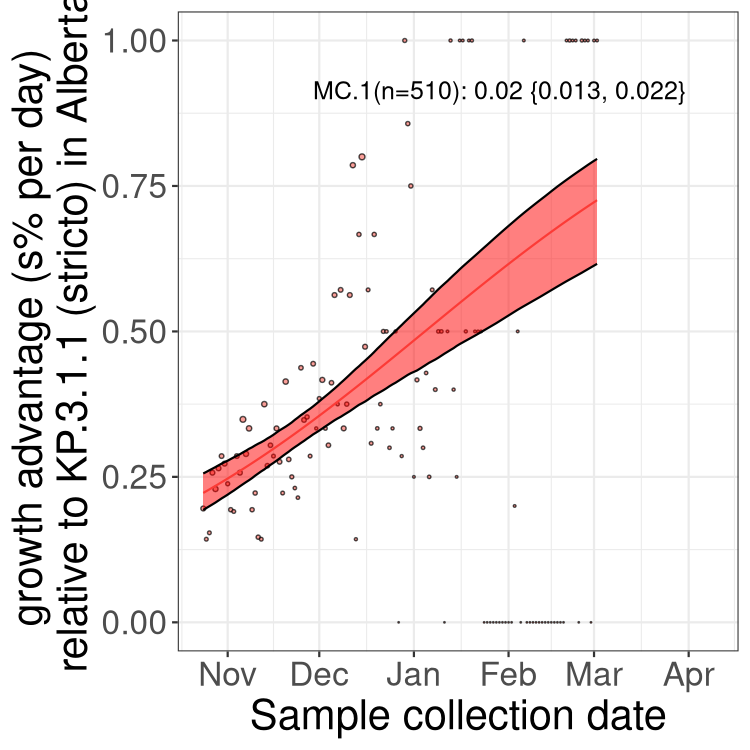 growth advantage (s% per day)
relative to KP.3.1.1 (stricto) in Alberta
1.00
0.75
0.50
0.25
0.00
MC.1(n=510): 0.02 {0.013, 0.022}
Nov Dec Jan Feb Mar Apr
Sample collection date